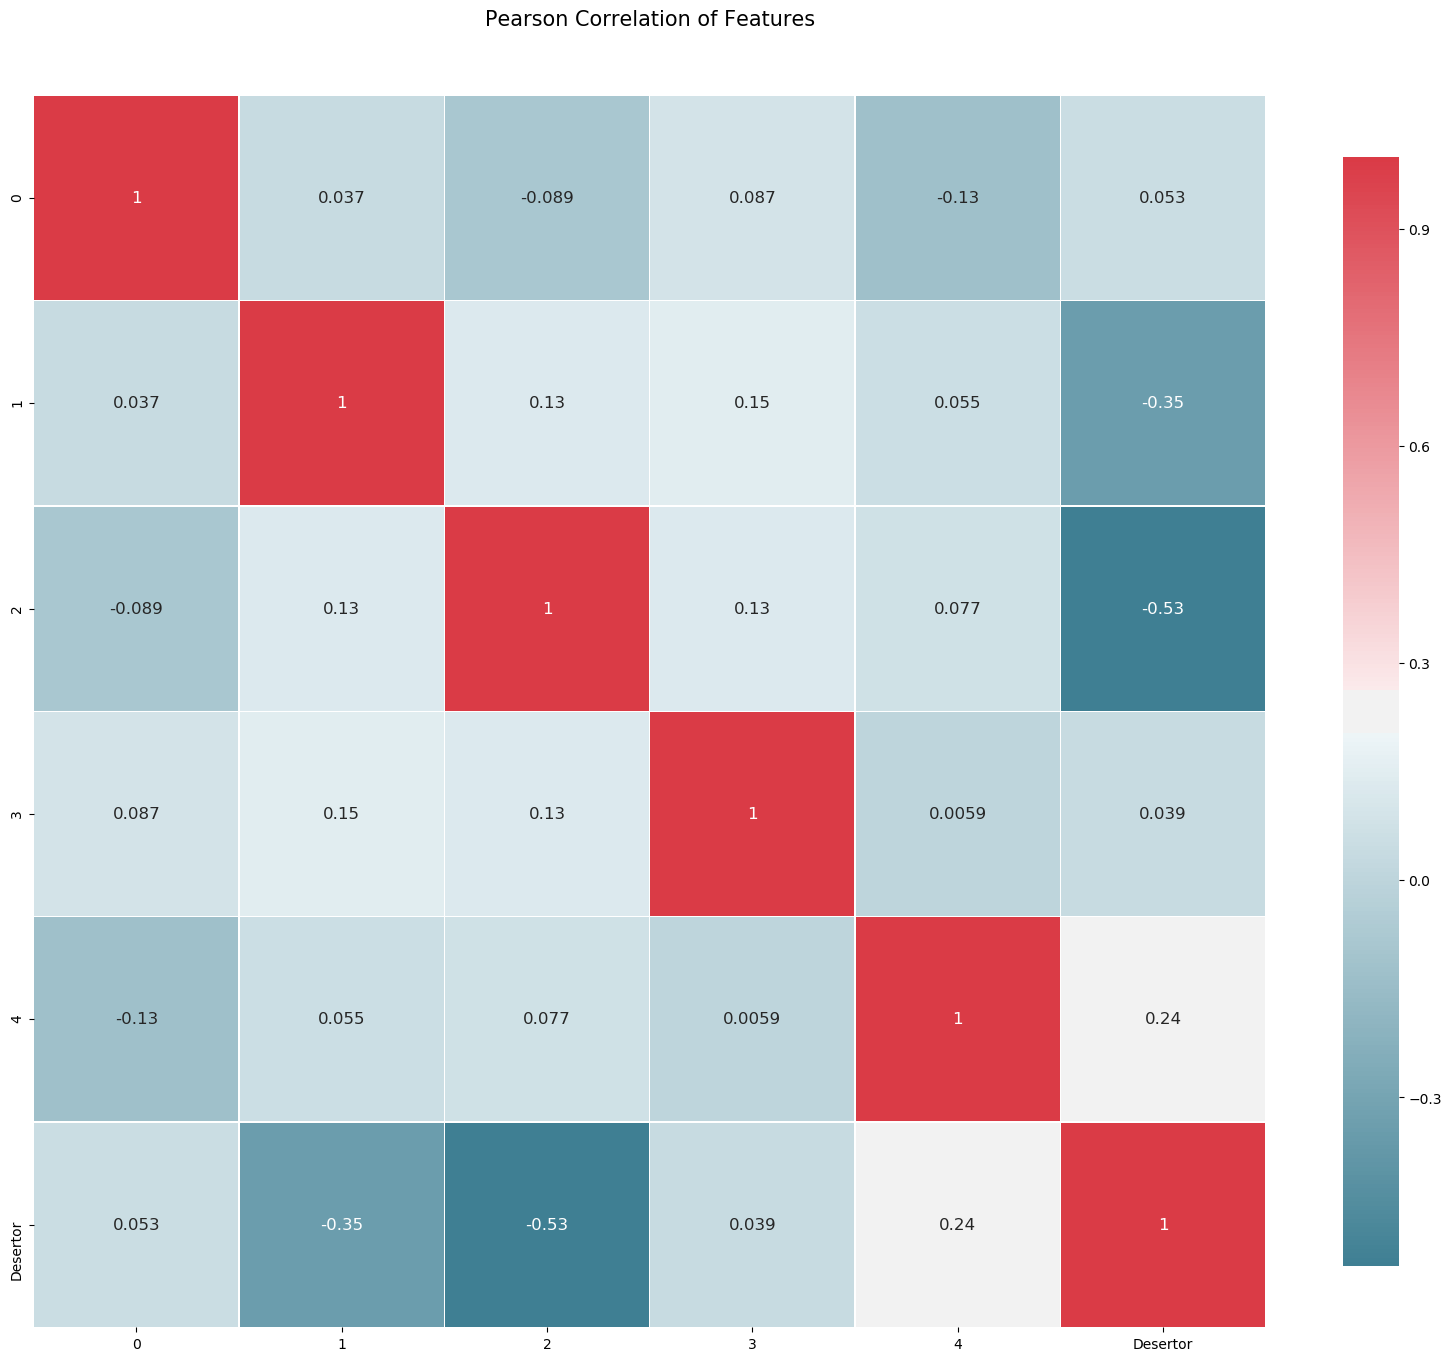 Pearson Correlation of Features
0 1 0.037 -0.089 0.087 -0.13 0.053
1 0.037 1 0.13 0.15 0.055 -0.35
2 -0.089 0.13 1 0.13 0.077 -0.53
3 0.087 0.15 0.13 1 0.0059 0.039
4 -0.13 0.055 0.077 0.0059 1 0.24
Desertor 0.053 -0.35 -0.53 0.039 0.24 1
0 1 2 3 4 Desertor
0.9
0.6
0.3
0.0
−0.3